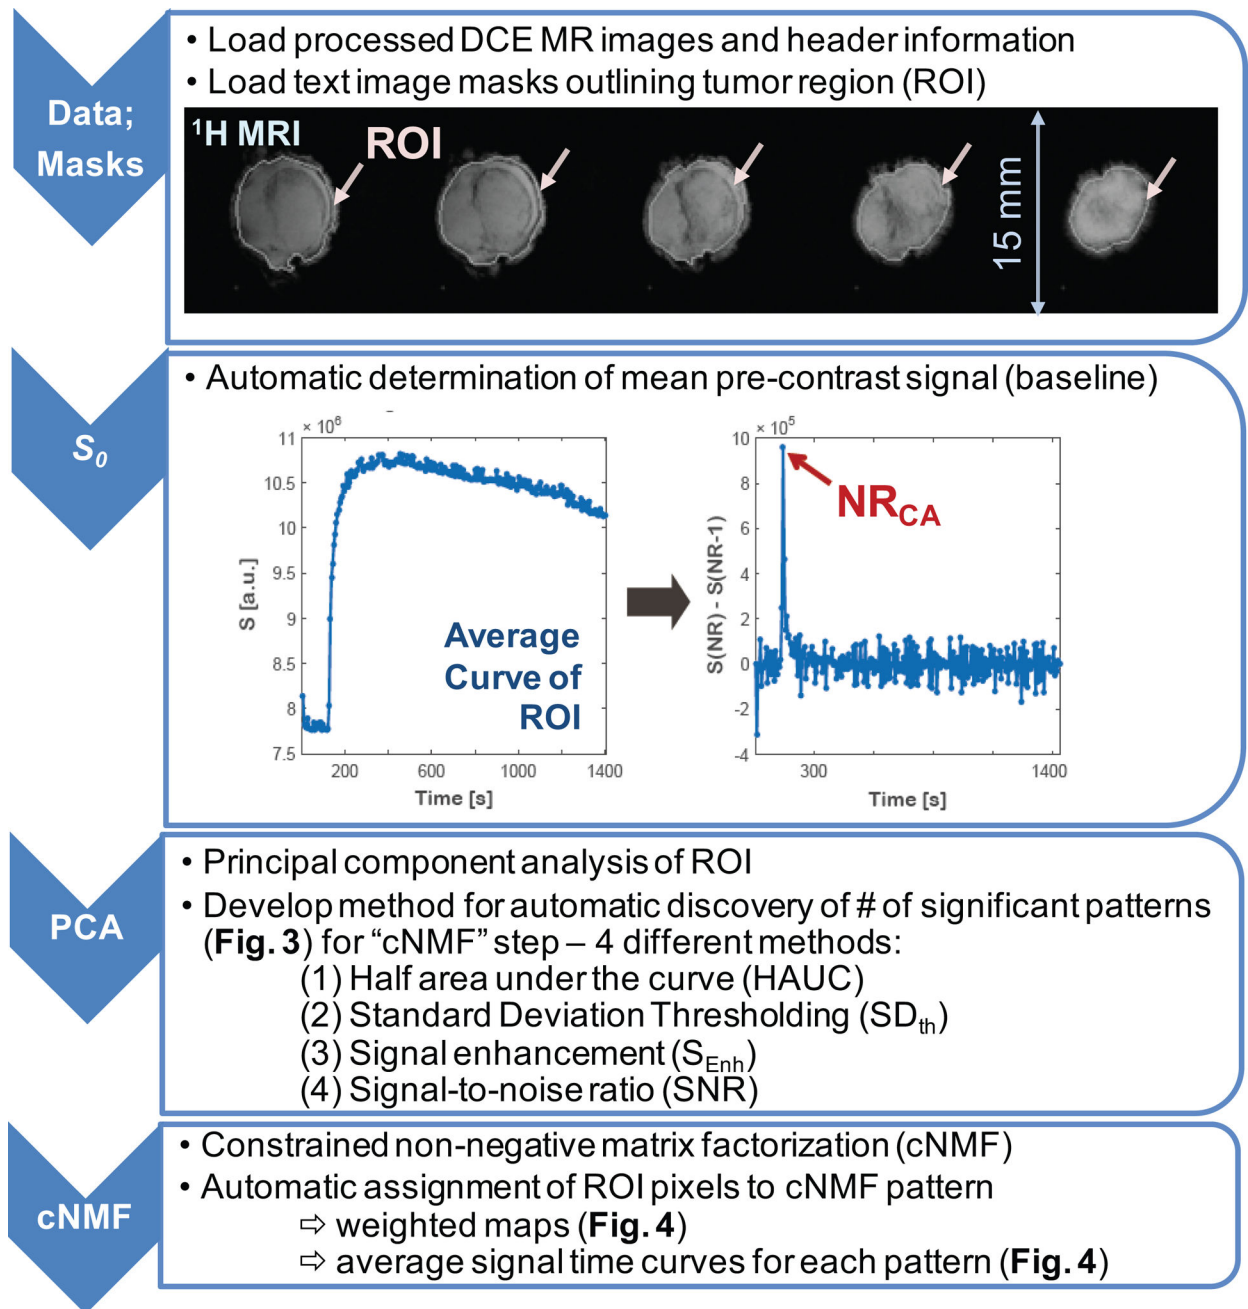 Data;
Masks
• Load processed DCE MR images and header information
• Load text image masks outlining tumor region (ROI)
¹H MRI
ROI
15 mm
S₀
• Automatic determination of mean pre-contrast signal (baseline)
× 10⁶
11
10.5
10
9.5
9
8.5
8
7.5
S [a.u.]
200
600
1000
1400
Time [s]
Average
Curve of
ROI
× 10⁵
10
8
6
4
2
0
-2
-4
S(NR) - S(NR-1)
300
1400
Time [s]
NR_CA
PCA
• Principal component analysis of ROI
• Develop method for automatic discovery of # of significant patterns
(Fig. 3) for “cNMF” step – 4 different methods:
(1) Half area under the curve (HAUC)
(2) Standard Deviation Thresholding (SD_th)
(3) Signal enhancement (S_Enh)
(4) Signal-to-noise ratio (SNR)
cNMF
• Constrained non-negative matrix factorization (cNMF)
• Automatic assignment of ROI pixels to cNMF pattern
⇨ weighted maps (Fig. 4)
⇨ average signal time curves for each pattern (Fig. 4)